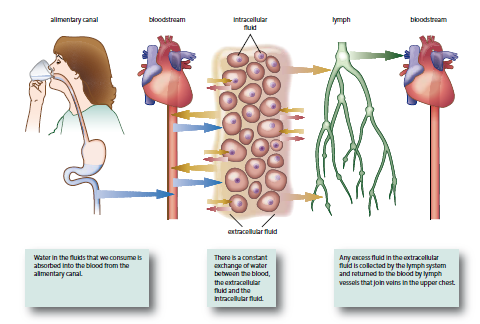 alimentary canal
bloodstream
intracellular
fluid
lymph
bloodstream
extracellular fluid
Water in the fluids that we consume is
absorbed into the blood from the
alimentary canal.
There is a constant
exchange of water
between the blood,
the extracellular
fluid and the
intracellular fluid.
Any excess fluid in the extracellular
fluid is collected by the lymph system
and returned to the blood by lymph
vessels that join veins in the upper chest.